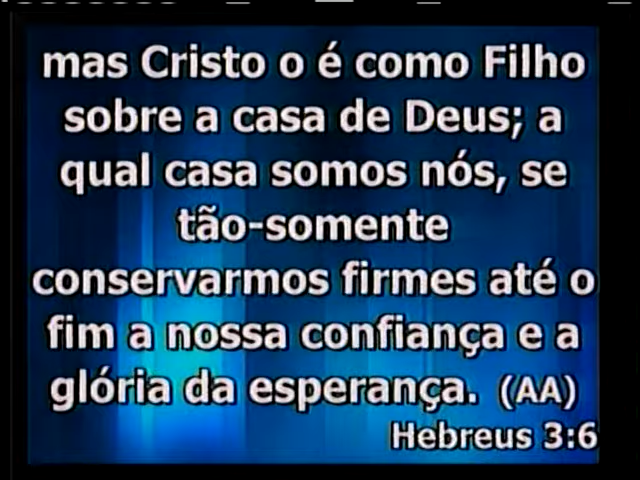 mas Cristo o é como Filho
sobre a casa de Deus; a
qual casa somos nós, se
tão-somente
conservarmos firmes até o
fim a nossa confiança e a
glória da esperança. (AA)
Hebreus 3:6